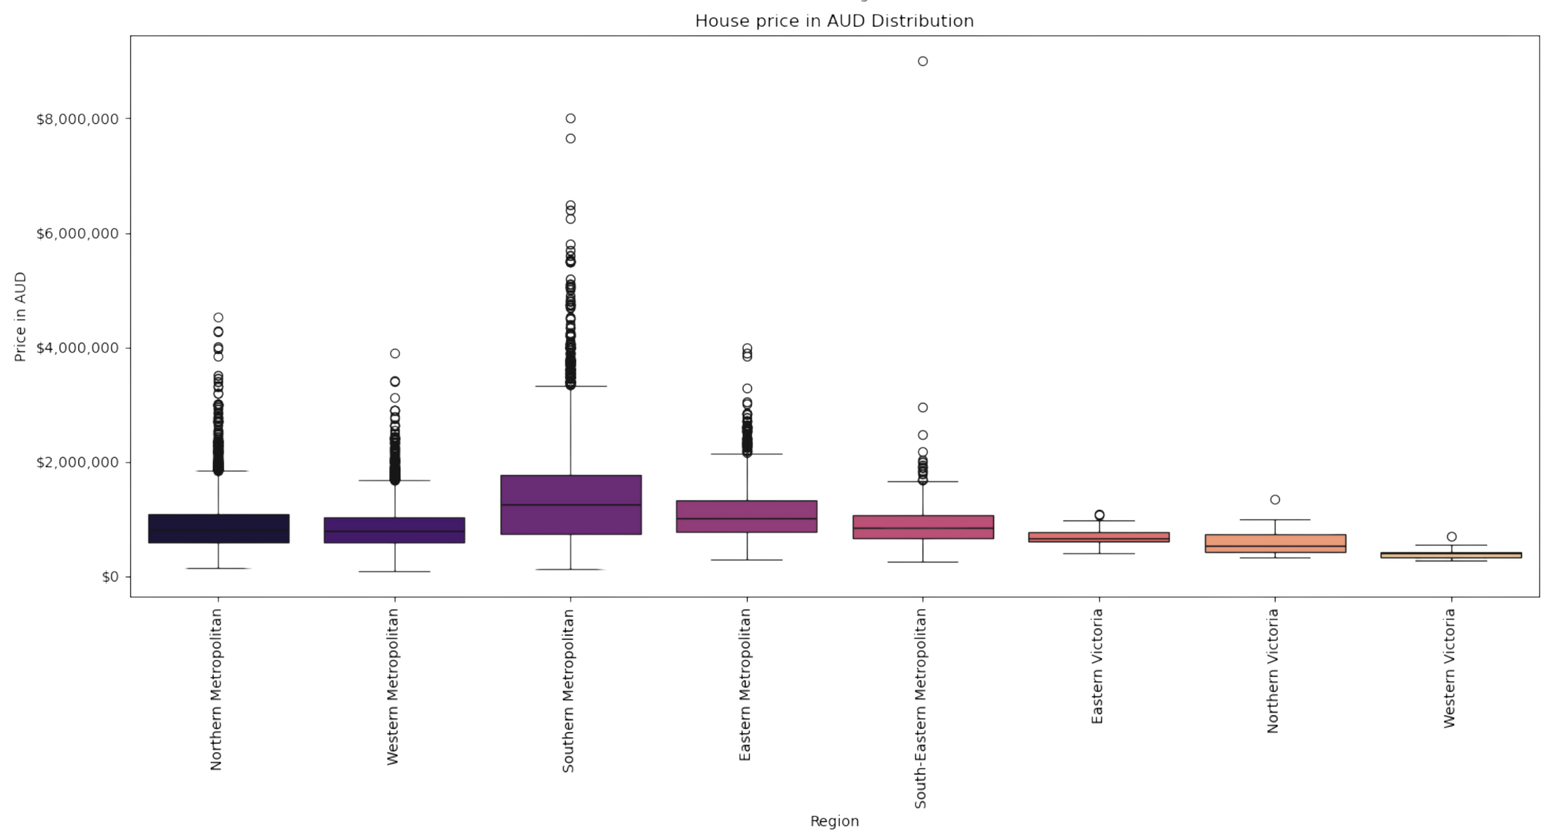 House price in AUD Distribution
$8,000,000
$6,000,000
$4,000,000
$2,000,000
$0
Price in AUD
Northern Metropolitan
Western Metropolitan
Southern Metropolitan
Eastern Metropolitan
South-Eastern Metropolitan
Eastern Victoria
Northern Victoria
Western Victoria
Region